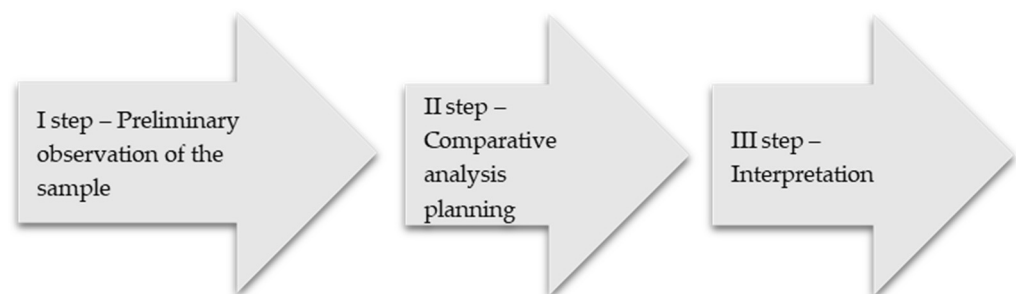 I step – Preliminary
observation of the
sample
II step –
Comparative
analysis
planning
III step –
Interpretation